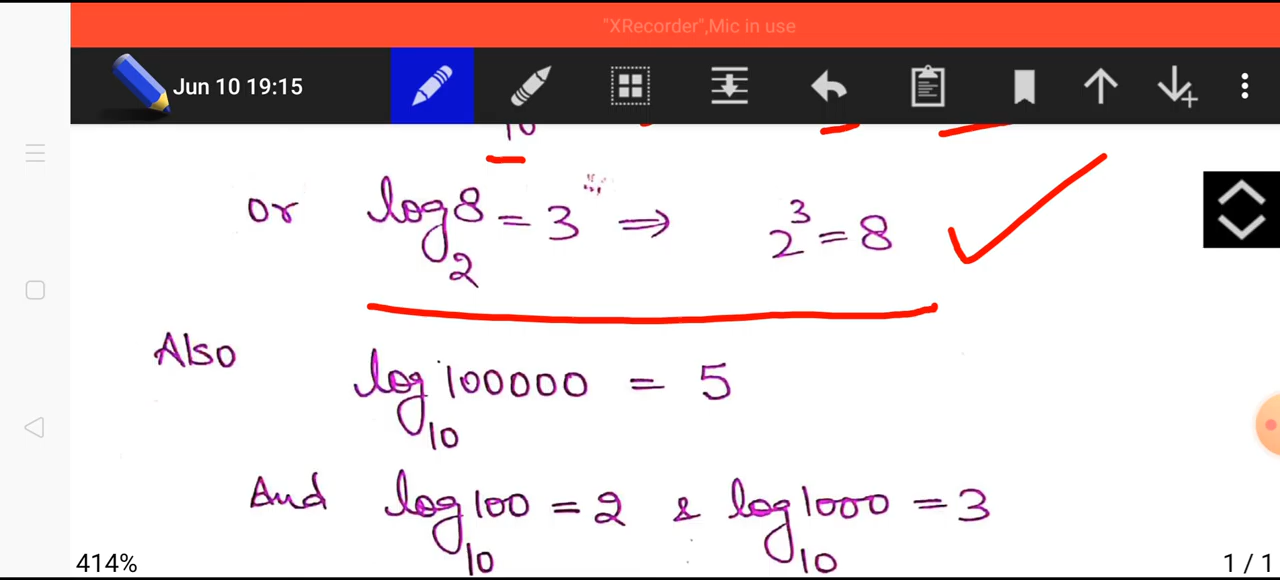 "XRecorder",Mic in use
Jun 10 19:15
10
or log₂8 = 3 ⇒ 2³ = 8
Also log₁₀100000 = 5
And log₁₀100 = 2 & log₁₀1000 = 3
414%
1 / 1